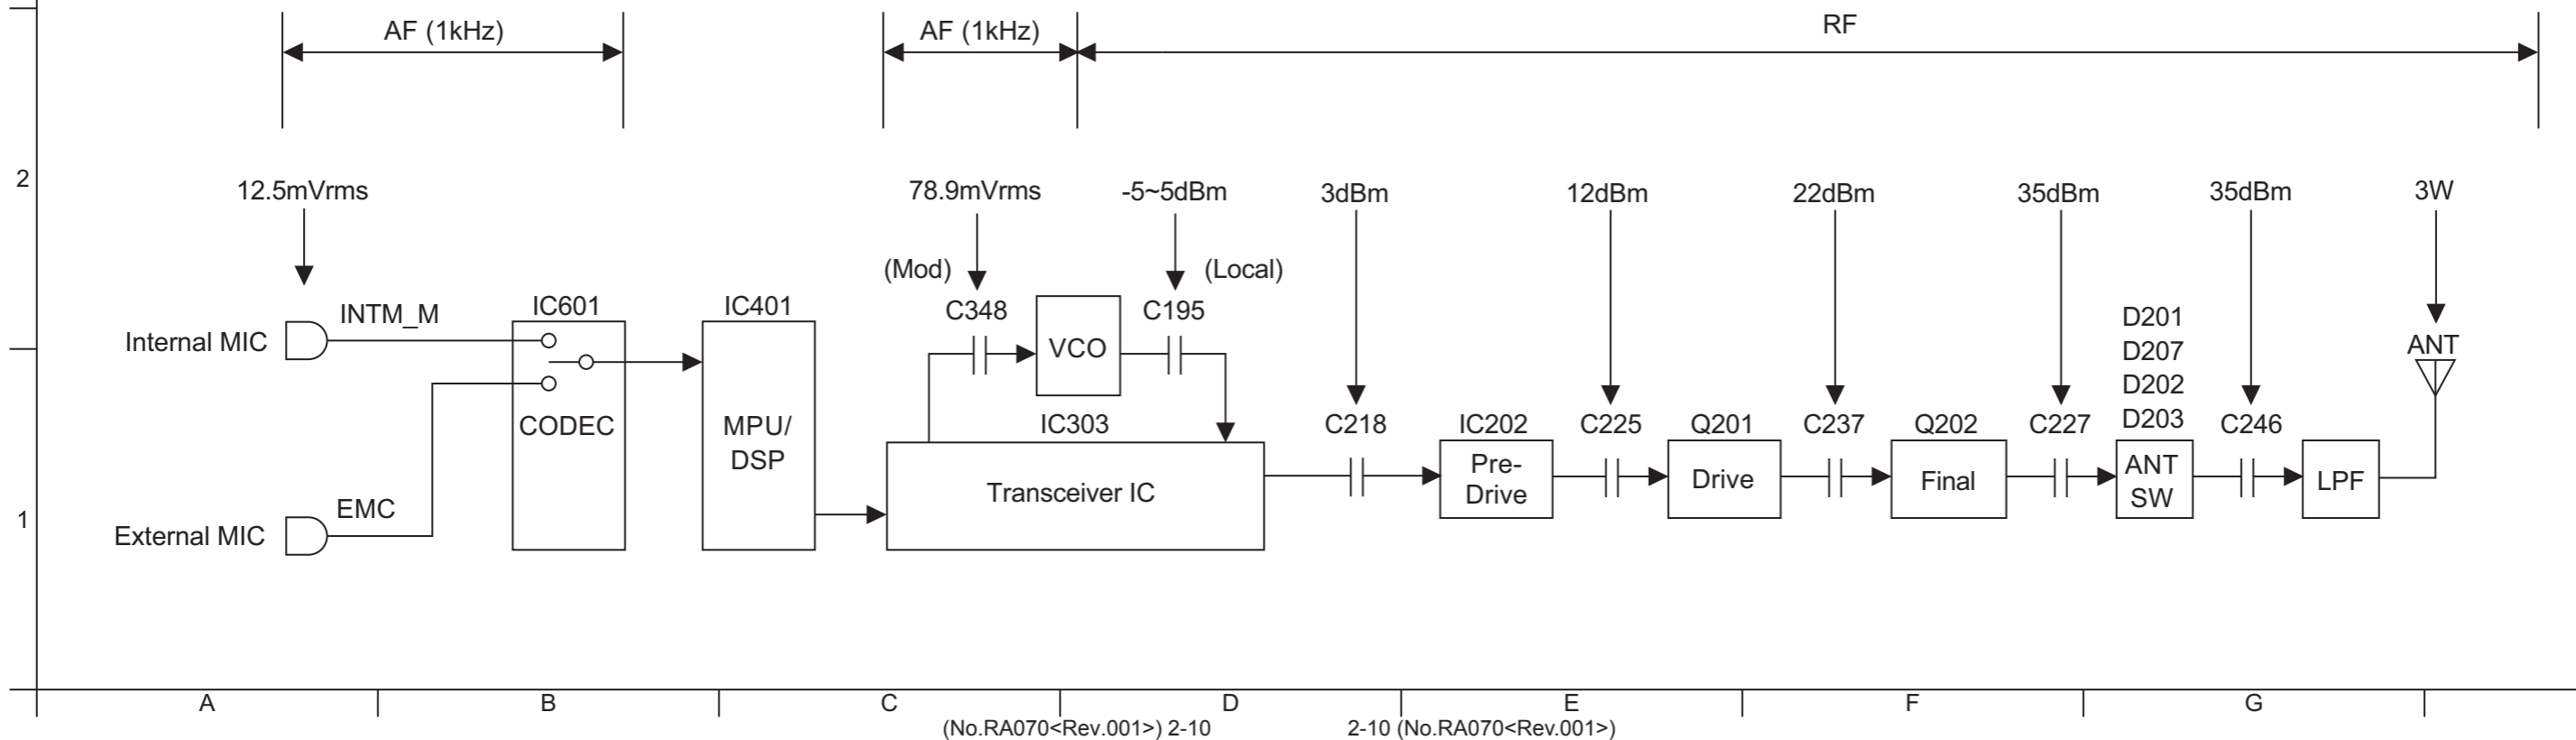 AF (1kHz)
AF (1kHz)
RF
2
12.5mVrms
78.9mVrms
-5~5dBm
3dBm
12dBm
22dBm
35dBm
35dBm
3W
(Mod)
(Local)
INTM_M
IC601
IC401
C348
C195
D201
D207
D202
D203
Internal MIC
VCO
ANT
CODEC
MPU/
DSP
IC303
C218
IC202
C225
Q201
C237
Q202
C227
C246
Transceiver IC
Pre-
Drive
Drive
Final
ANT
SW
LPF
1
EMC
External MIC
A
B
C
D
E
F
G
(No.RA070<Rev.001>) 2-10
2-10 (No.RA070<Rev.001>)